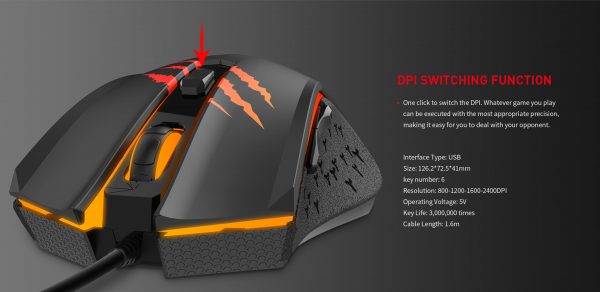 DPI SWITCHING FUNCTION
• One click to switch the DPI. Whatever game you play
can be executed with the most appropriate precision,
making it easy for you to deal with your opponent.
Interface Type: USB
Size: 126.2*72.5*41mm
key number: 6
Resolution: 800-1200-1600-2400DPI
Operating Voltage: 5V
Key Life: 3,000,000 times
Cable Length: 1.6m